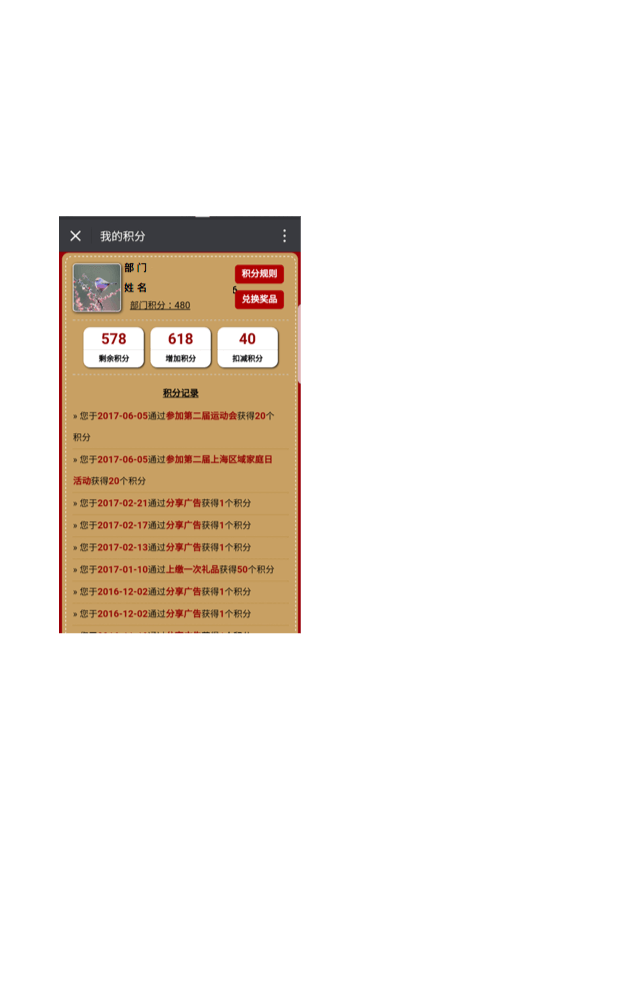 我的积分
部 门
积分规则
姓 名
兑换奖品
部门积分：480
578
618
40
剩余积分
增加积分
扣减积分
积分记录
» 您于2017-06-05通过参加第二届运动会获得20个
积分
» 您于2017-06-05通过参加第二届上海区域家庭日
活动获得20个积分
» 您于2017-02-21通过分享广告获得1个积分
» 您于2017-02-17通过分享广告获得1个积分
» 您于2017-02-13通过分享广告获得1个积分
» 您于2017-01-10通过上缴一次礼品获得50个积分
» 您于2016-12-02通过分享广告获得1个积分
» 您于2016-12-02通过分享广告获得1个积分